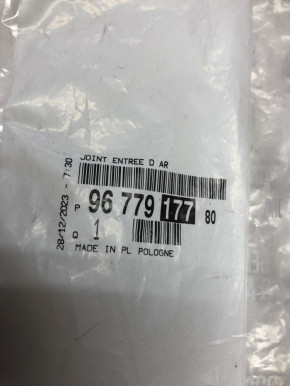 JOINT ENTREE D AR
P 96 779 177 80
Q 1
MADE IN PL POLOGNE
28/12/2023 - 7:30